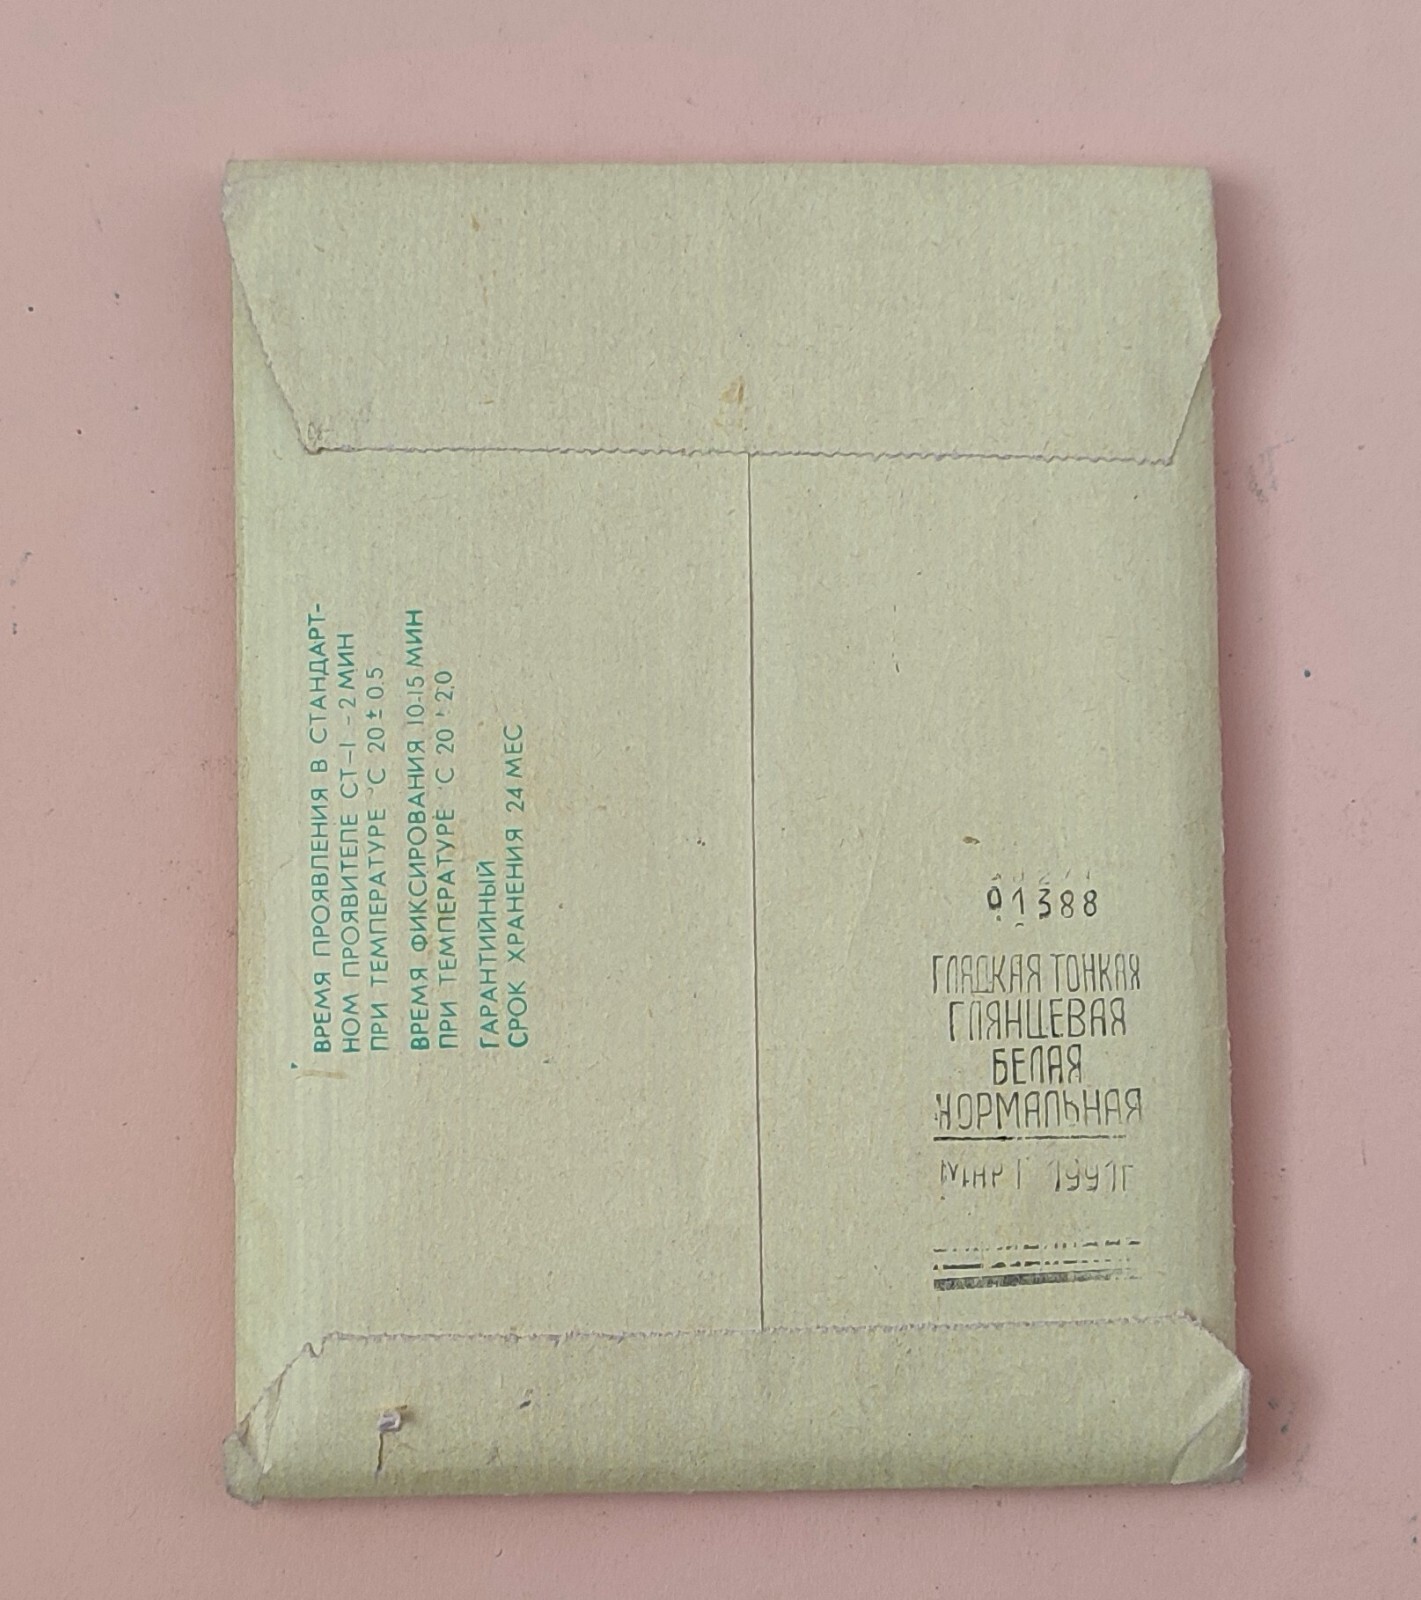 ВРЕМЯ ПРОЯВЛЕНИЯ В СТАНДАРТ-
НОМ ПРОЯВИТЕЛЕ СТ-1 - 2 МИН
ПРИ ТЕМПЕРАТУРЕ °С 20±0.5
ВРЕМЯ ФИКСИРОВАНИЯ 10-15 МИН
ПРИ ТЕМПЕРАТУРЕ °С 20±2.0
ГАРАНТИЙНЫЙ
СРОК ХРАНЕНИЯ 24 МЕС
01388
ГЛАДКАЯ ТОНКАЯ
ГЛЯНЦЕВАЯ
БЕЛАЯ
НОРМАЛЬНАЯ
МАРТ 1991г